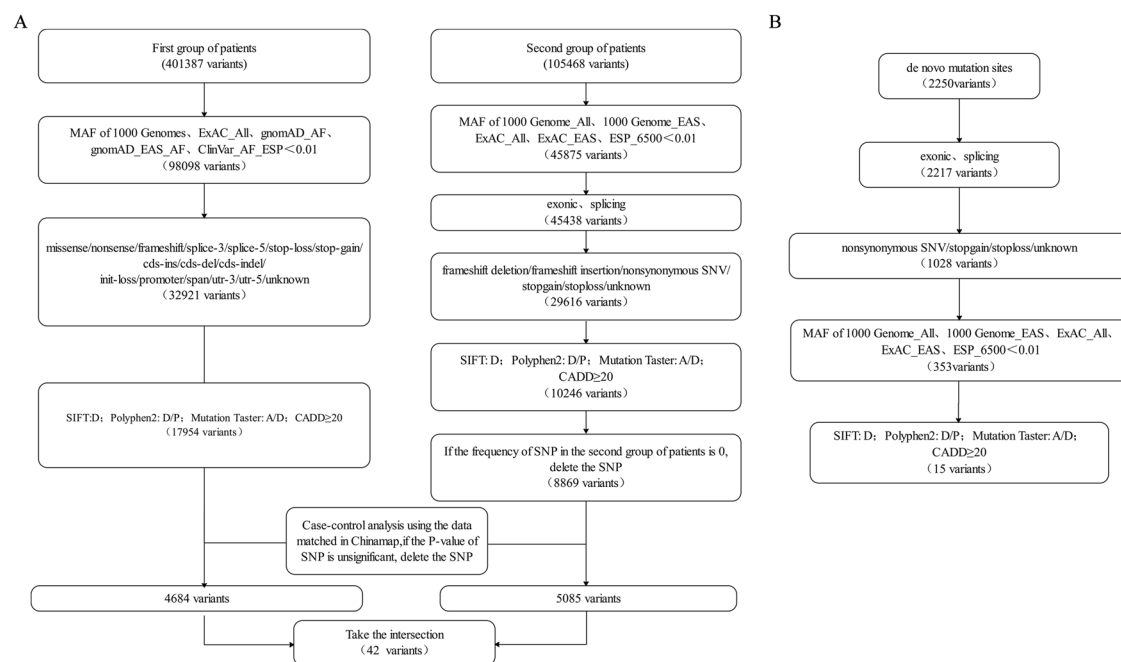 A
First group of patients
(401387 variants)
MAF of 1000 Genomes、ExAC_All、gnomAD_AF、
gnomAD_EAS_AF、ClinVar_AF_ESP＜0.01
（98098 variants）
missense/nonsense/frameshift/splice-3/splice-5/stop-loss/stop-gain/
cds-ins/cds-del/cds-indel/
init-loss/promoter/span/utr-3/utr-5/unknown
（32921 variants）
SIFT:D；Polyphen2: D/P；Mutation Taster: A/D；CADD≥20
（17954 variants）
Second group of patients
(105468 variants)
MAF of 1000 Genome_All、1000 Genome_EAS、
ExAC_All、ExAC_EAS、ESP_6500＜0.01
（45875 variants）
exonic、splicing
（45438 variants）
frameshift deletion/frameshift insertion/nonsynonymous SNV/
stopgain/stoploss/unknown
（29616 variants）
SIFT: D；Polyphen2: D/P；Mutation Taster: A/D；
CADD≥20
（10246 variants）
If the frequency of SNP in the second group of patients is 0,
delete the SNP
（8869 variants）
Case-control analysis using the data
matched in Chinamap,if the P-value of
SNP is unsignificant, delete the SNP
4684 variants
5085 variants
Take the intersection
（42 variants）
B
de novo mutation sites
（2250variants）
exonic、splicing
（2217 variants）
nonsynonymous SNV/stopgain/stoploss/unknown
（1028 variants）
MAF of 1000 Genome_All、1000 Genome_EAS、ExAC_All、
ExAC_EAS、ESP_6500＜0.01
（353variants）
SIFT: D；Polyphen2: D/P；Mutation Taster: A/D；
CADD≥20
（15 variants）